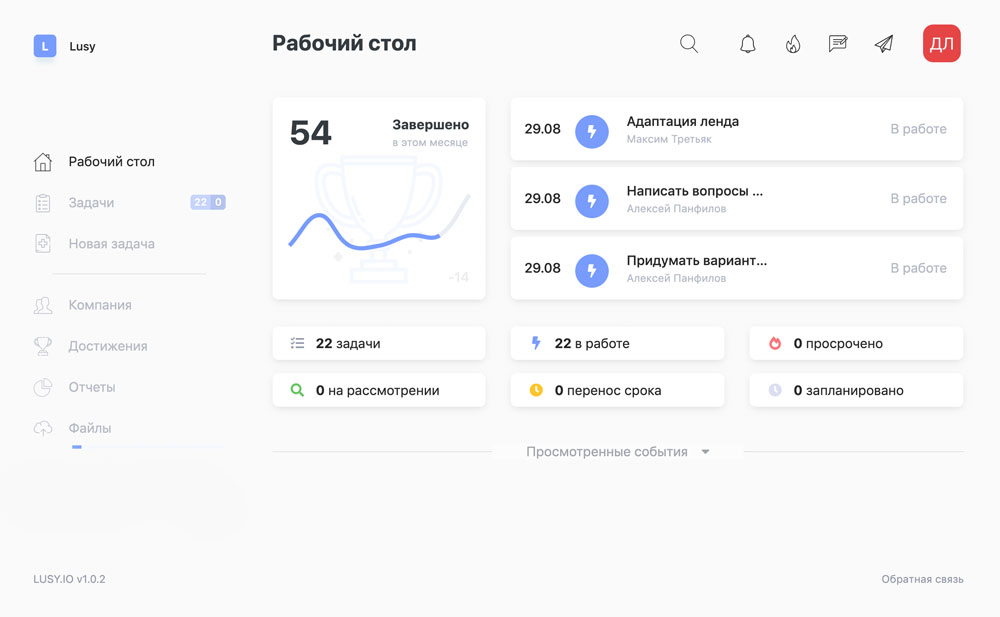 L Lusy
Рабочий стол
ДЛ
Рабочий стол
Задачи 22 0
Новая задача
Компания
Достижения
Отчеты
Файлы
54 Завершено
в этом месяце
-14
29.08 Адаптация ленда В работе
Максим Третьяк
29.08 Написать вопросы ... В работе
Алексей Панфилов
29.08 Придумать вариант... В работе
Алексей Панфилов
22 задачи
22 в работе
0 просрочено
0 на рассмотрении
0 перенос срока
0 запланировано
Просмотренные события
LUSY.IO v1.0.2
Обратная связь